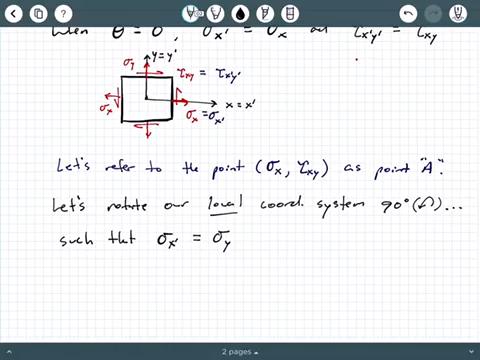 When θ = 0°, σx' = σx and τx'y' = τxy
σy y = y'
τxy = τx'y'
σx x = x'
σx = σx'
Let's refer to the point (σx, τxy) as point "A".
Let's rotate our local coord. system 90° (↺)...
such tht σx' = σy
2 pages